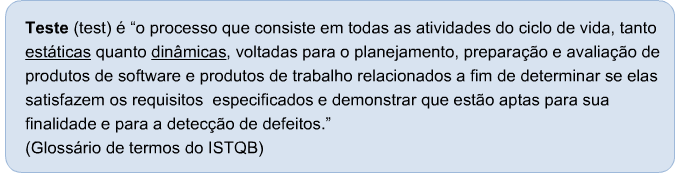 Teste (test) é “o processo que consiste em todas as atividades do ciclo de vida, tanto
estáticas quanto dinâmicas, voltadas para o planejamento, preparação e avaliação de
produtos de software e produtos de trabalho relacionados a fim de determinar se elas
satisfazem os requisitos especificados e demonstrar que estão aptas para sua
finalidade e para a detecção de defeitos.”
(Glossário de termos do ISTQB)